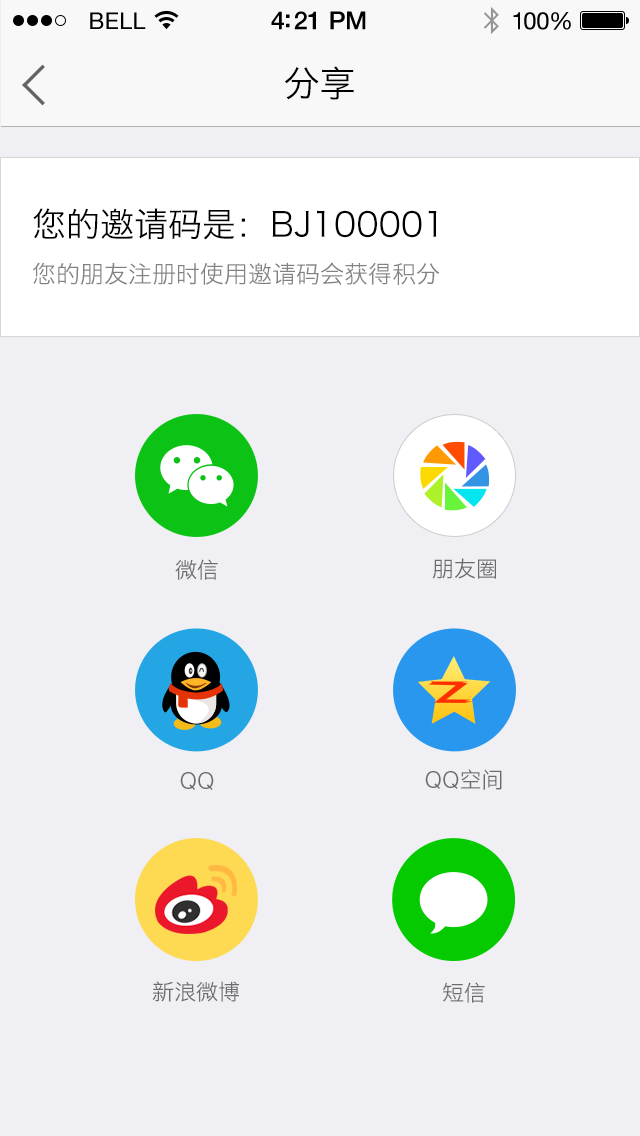 BELL 4:21 PM 100%
分享
您的邀请码是：BJ100001
您的朋友注册时使用邀请码会获得积分
微信 朋友圈
QQ QQ空间
新浪微博 短信